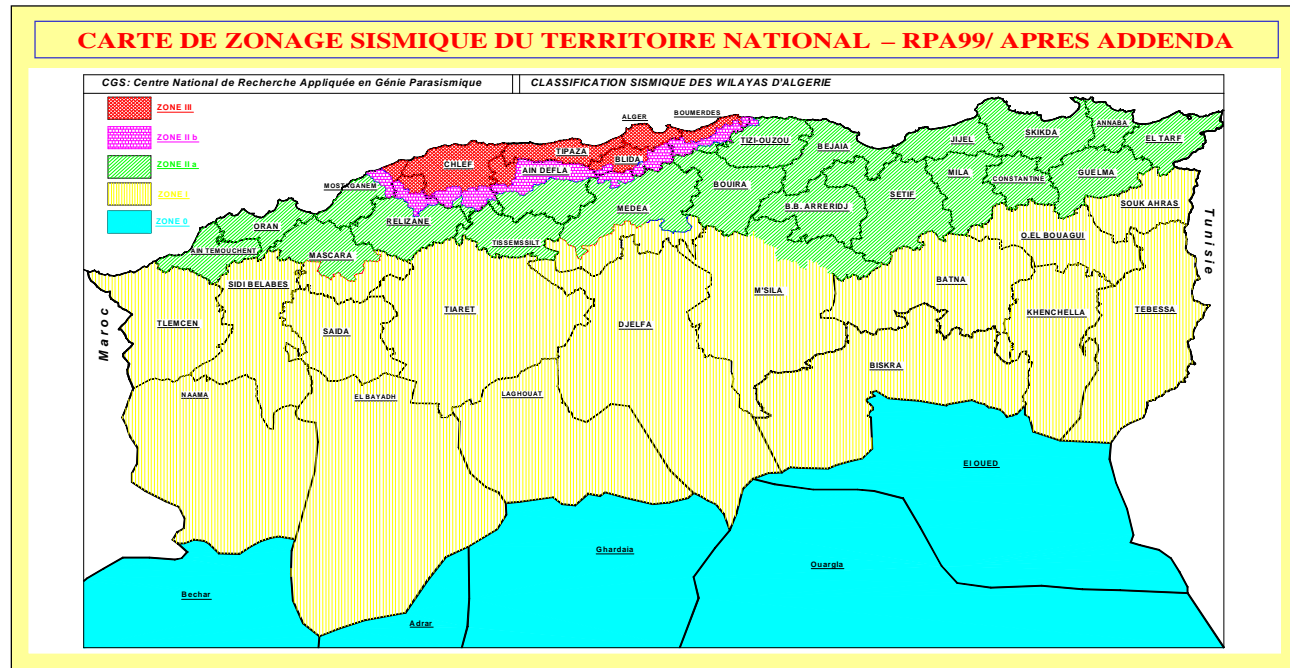 CARTE DE ZONAGE SISMIQUE DU TERRITOIRE NATIONAL – RPA99/ APRES ADDENDA
CGS: Centre National de Recherche Appliquée en Génie Parasismique
CLASSIFICATION SISMIQUE DES WILAYAS D'ALGERIE
ZONE III
ZONE II b
ZONE II a
ZONE I
ZONE 0
ALGER
BOUMERDES
TIPAZA
BLIDA
CHLEF
AIN DEFLA
TIZI-OUZOU
BEJAIA
JIJEL
SKIKDA
ANNABA
EL TARF
MOSTAGANEM
RELIZANE
MEDEA
BOUIRA
B.B. ARRERIDJ
SETIF
MILA
CONSTANTINE
GUELMA
SOUK AHRAS
ORAN
AIN TEMOUCHENT
MASCARA
TISSEMSSILT
O.EL BOUAGUI
Tunisie
SIDI BELABES
TLEMCEN
SAIDA
TIARET
DJELFA
M'SILA
BATNA
KHENCHELLA
TEBESSA
Maroc
NAAMA
EL BAYADH
LAGHOUAT
BISKRA
El OUED
Ghardaia
Ouargla
Bechar
Adrar